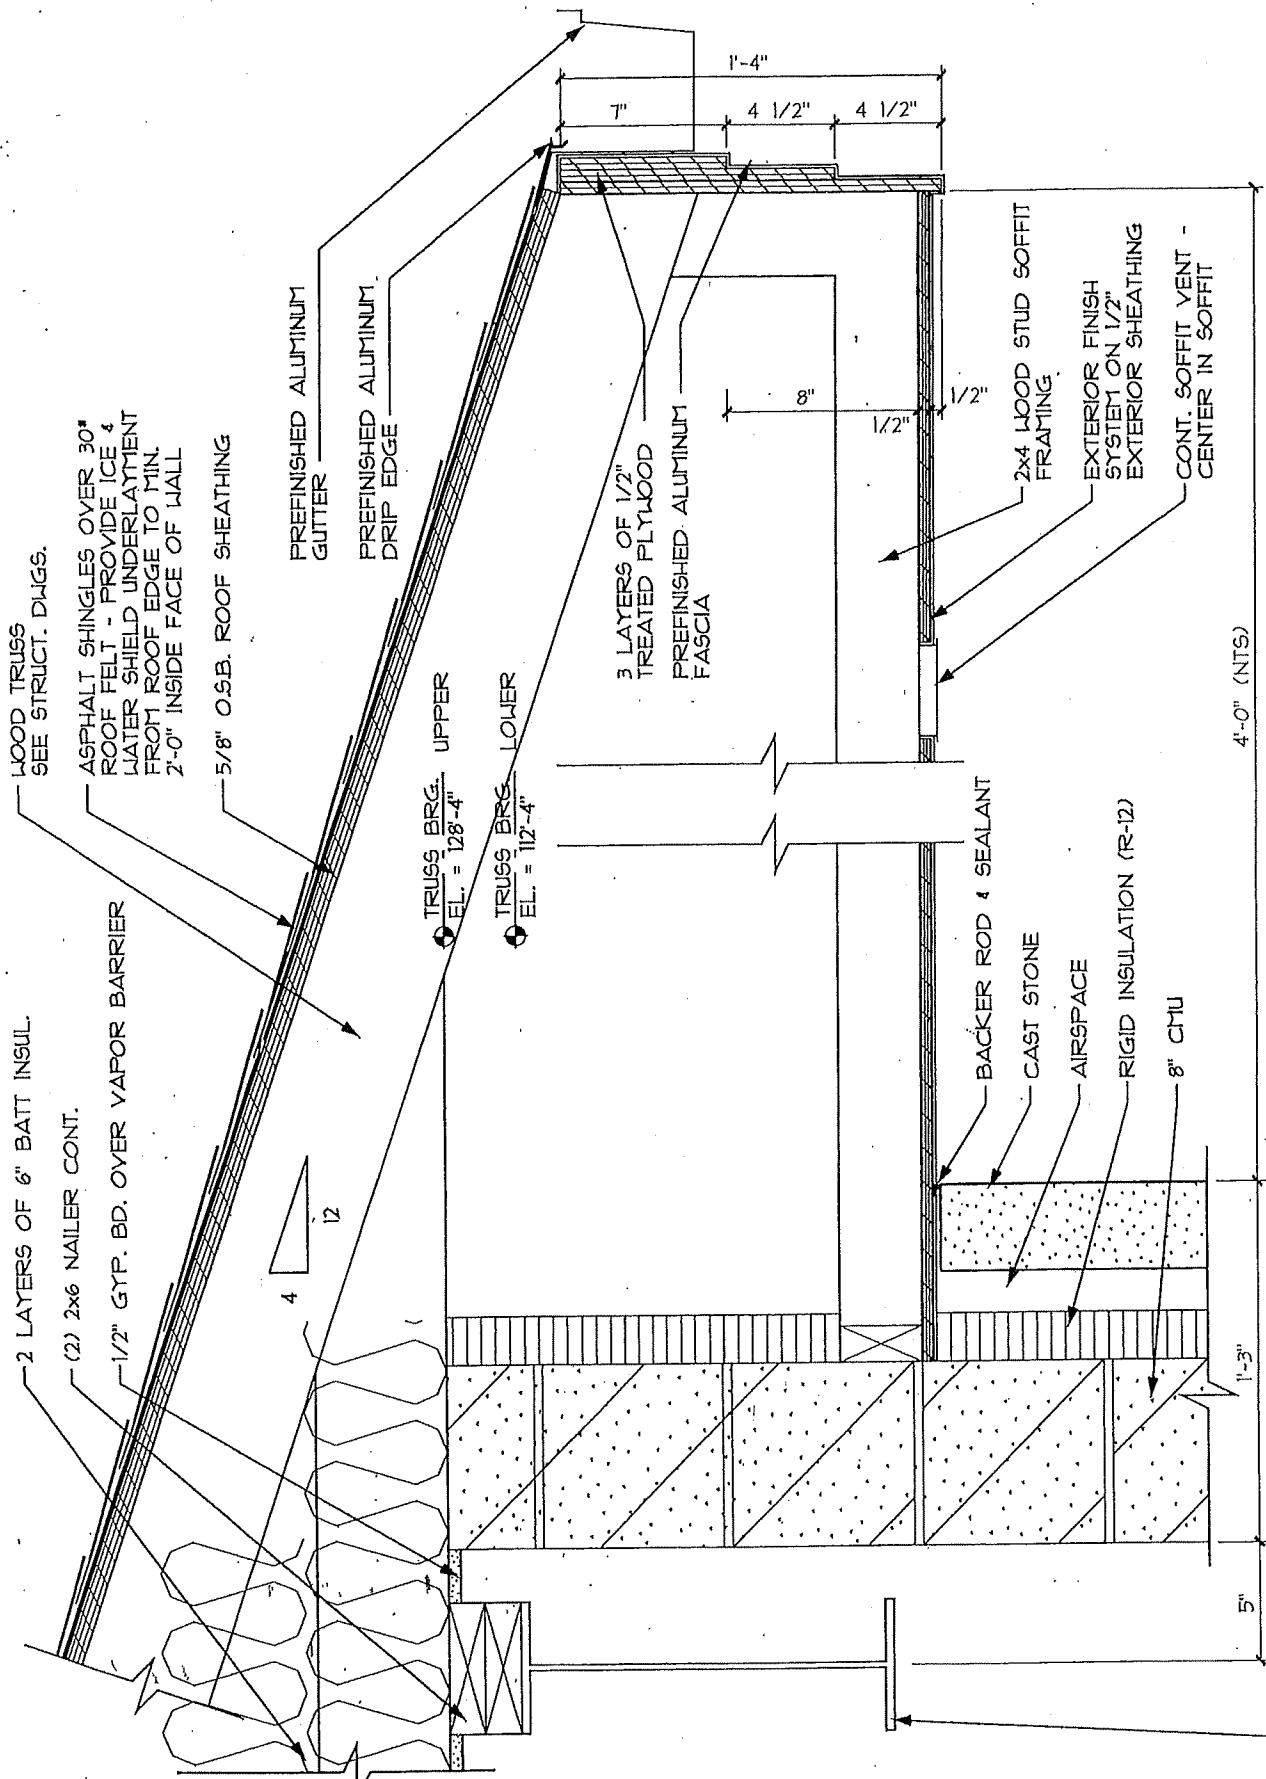 WOOD TRUSS
SEE STRUCT. DWGS.
ASPHALT SHINGLES OVER 30#
ROOF FELT - PROVIDE ICE &
WATER SHIELD UNDERLAYMENT
FROM ROOF EDGE TO MIN.
2'-0" INSIDE FACE OF WALL
5/8" O.S.B. ROOF SHEATHING
2 LAYERS OF 6" BATT INSUL.
(2) 2x6 NAILER CONT.
1/2" GYP. BD. OVER VAPOR BARRIER
PREFINISHED ALUMINUM
GUTTER
PREFINISHED ALUMINUM
DRIP EDGE
4
12
TRUSS BRG. UPPER
EL. = 128'-4"
TRUSS BRG. LOWER
EL. = 112'-4"
3 LAYERS OF 1/2"
TREATED PLYWOOD
PREFINISHED ALUMINUM
FASCIA
1'-4"
7"
4 1/2"
4 1/2"
8"
1/2"
1/2"
2x4 WOOD STUD SOFFIT
FRAMING
EXTERIOR FINISH
SYSTEM ON 1/2"
EXTERIOR SHEATHING
CONT. SOFFIT VENT -
CENTER IN SOFFIT
BACKER ROD & SEALANT
CAST STONE
AIRSPACE
RIGID INSULATION (R-12)
8" CMU
5"
1'-3"
4'-0" (NTS)